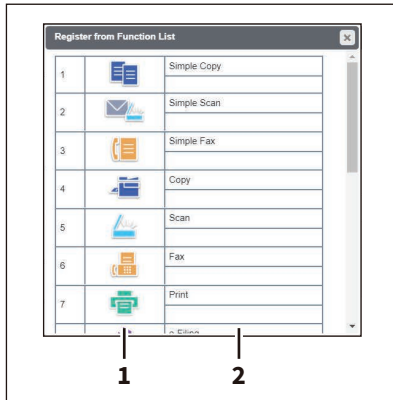 Register from Function List
1 Simple Copy
2 Simple Scan
3 Simple Fax
4 Copy
5 Scan
6 Fax
7 Print
e-Filing
1 2